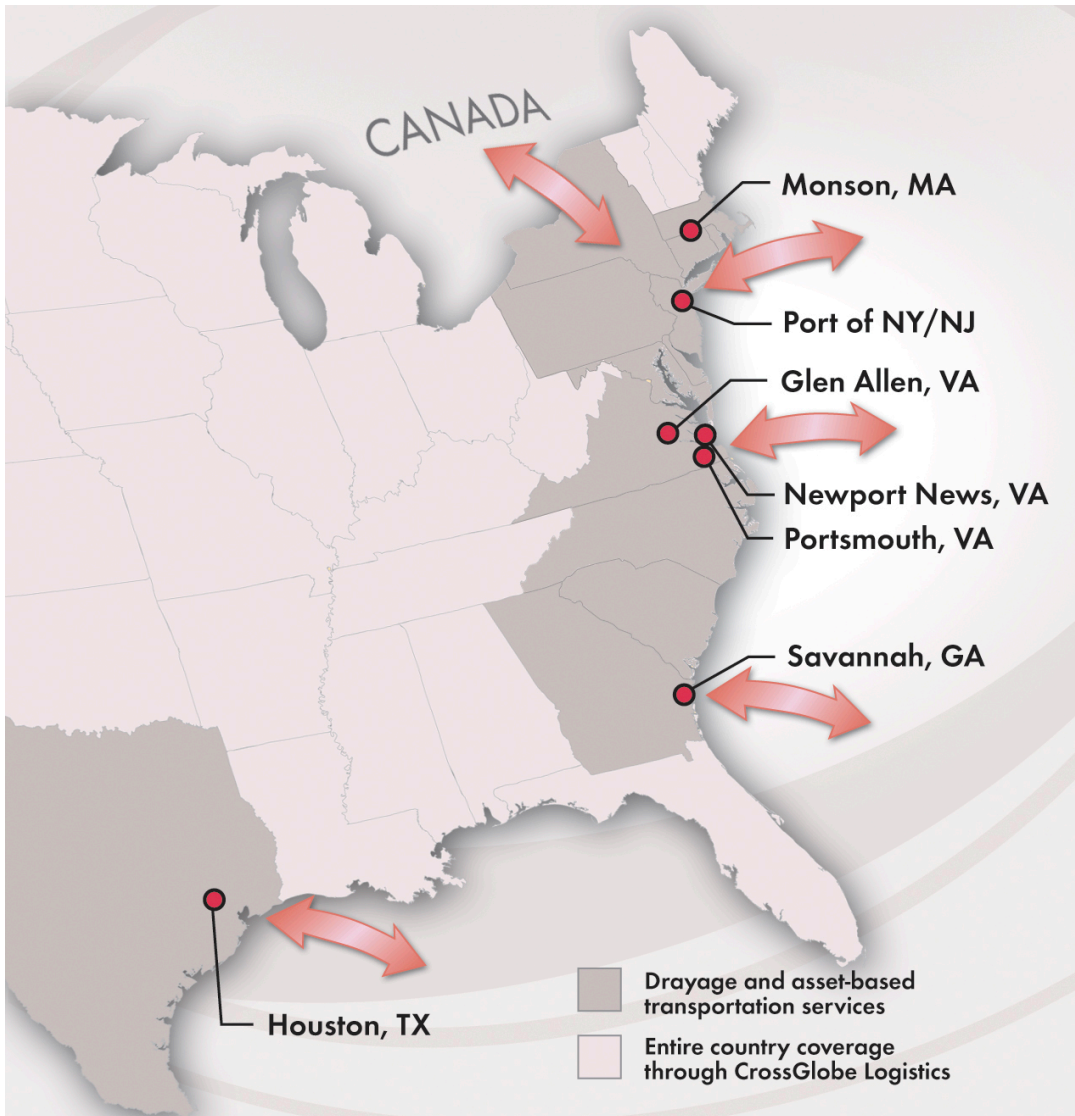 CANADA
Monson, MA
Port of NY/NJ
Glen Allen, VA
Newport News, VA
Portsmouth, VA
Savannah, GA
Houston, TX
Drayage and asset-based
transportation services
Entire country coverage
through CrossGlobe Logistics